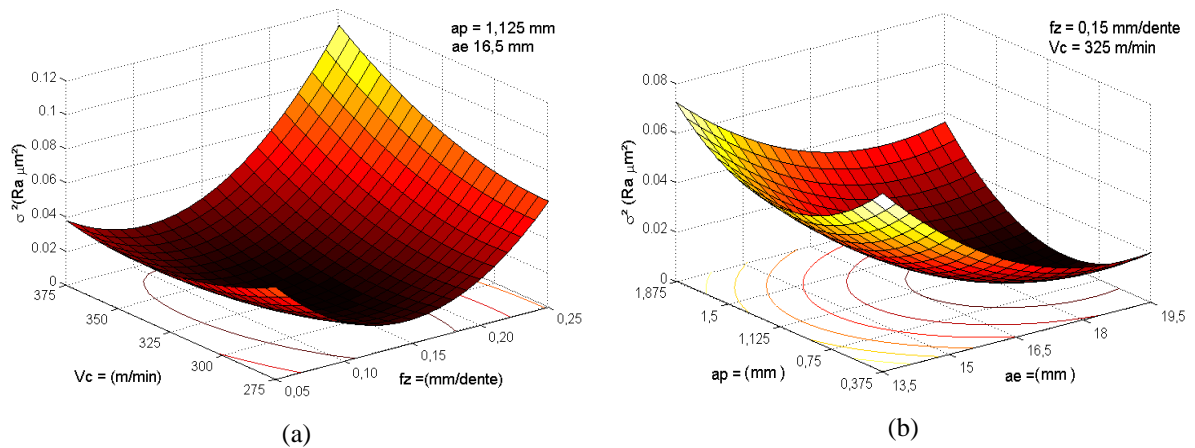 ap = 1,125 mm
ae 16,5 mm
0.12
0.1
0.08
0.06
0.04
0.02
0
σ ²(Ra μm²)
375
350
325
300
275
Vc = (m/min)
0,05
0,10
0,15
0,20
0,25
fz =(mm/dente)
(a)
fz = 0,15 mm/dente
Vc = 325 m/min
0.08
0.06
0.04
0.02
0
σ² (Ra μm²)
1,875
1,5
1,125
0,75
0,375
ap = (mm )
13,5
15
16,5
18
19,5
ae =(mm )
(b)